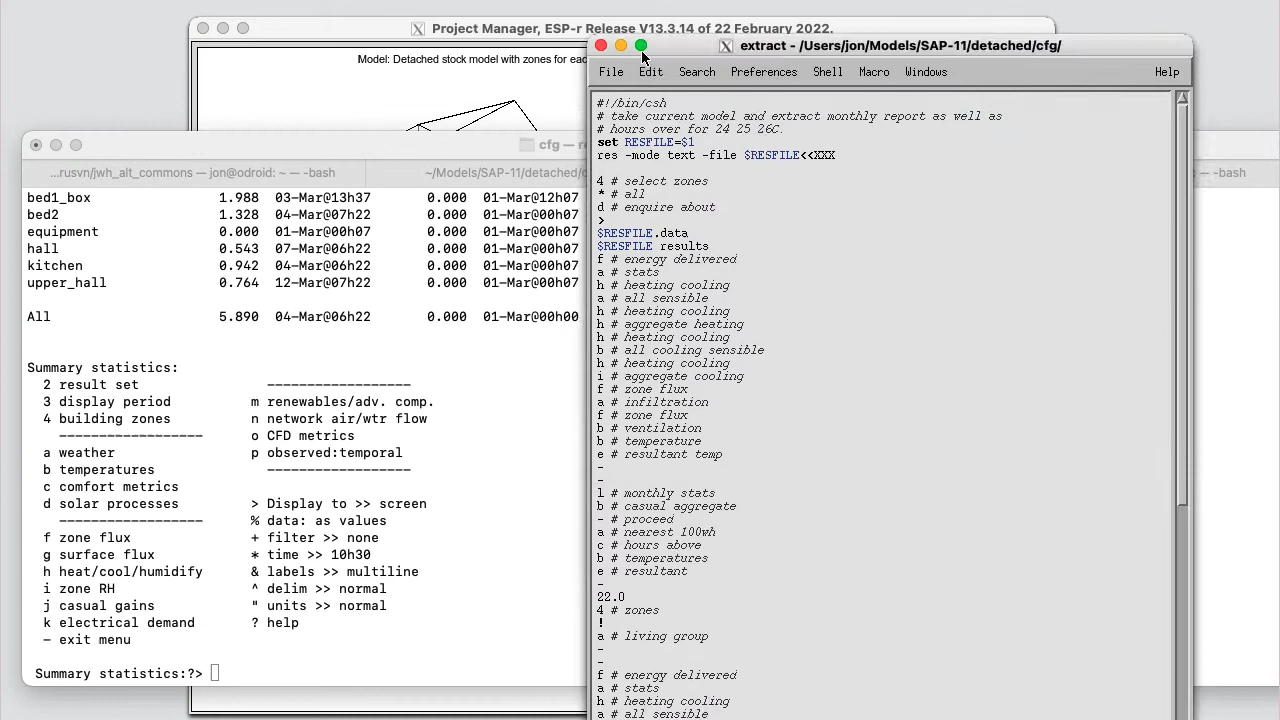 Project Manager, ESP-r Release V13.3.14 of 22 February 2022.
Model: Detached stock model with zones for eac
cfg — re
...rusvn/jwh_alt_commons — jon@odroid: ~ — -bash
~/Models/SAP-11/detached/c
— -bash
bed1_box 1.988 03-Mar@13h37 0.000 01-Mar@12h07
bed2 1.328 04-Mar@07h22 0.000 01-Mar@00h07
equipment 0.000 01-Mar@00h07 0.000 01-Mar@00h07
hall 0.543 07-Mar@06h22 0.000 01-Mar@00h07
kitchen 0.942 04-Mar@06h22 0.000 01-Mar@00h07
upper_hall 0.764 12-Mar@07h22 0.000 01-Mar@00h07
All 5.890 04-Mar@06h22 0.000 01-Mar@00h00
Summary statistics:
2 result set ------------------
3 display period m renewables/adv. comp.
4 building zones n network air/wtr flow
------------------ o CFD metrics
a weather p observed:temporal
b temperatures ------------------
c comfort metrics
d solar processes > Display to >> screen
------------------ % data: as values
f zone flux + filter >> none
g surface flux * time >> 10h30
h heat/cool/humidify & labels >> multiline
i zone RH ^ delim >> normal
j casual gains " units >> normal
k electrical demand ? help
- exit menu
Summary statistics:?>
extract - /Users/jon/Models/SAP-11/detached/cfg/
File Edit Search Preferences Shell Macro Windows Help
#!/bin/csh
# take current model and extract monthly report as well as
# hours over for 24 25 26C.
set RESFILE=$1
res -mode text -file $RESFILE<<XXX
4 # select zones
* # all
d # enquire about
>
$RESFILE.data
$RESFILE results
f # energy delivered
a # stats
h # heating cooling
a # all sensible
h # heating cooling
h # aggregate heating
h # heating cooling
b # all cooling sensible
h # heating cooling
i # aggregate cooling
f # zone flux
a # infiltration
f # zone flux
b # ventilation
b # temperature
e # resultant temp
-
-
l # monthly stats
b # casual aggregate
- # proceed
a # nearest 100wh
c # hours above
b # temperatures
e # resultant
-
22.0
4 # zones
!
a # living group
-
-
f # energy delivered
a # stats
h # heating cooling
a # all sensible